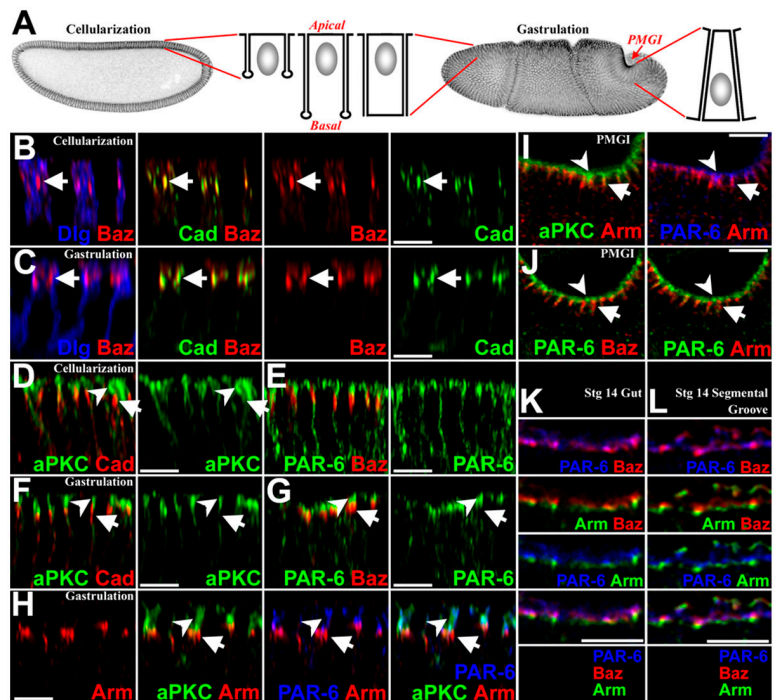 A
Cellularization
Apical
Basal
Gastrulation
PMGI
B
Cellularization
Dlg Baz
Cad Baz
Baz
Cad
C
Gastrulation
Dlg Baz
Cad Baz
Baz
Cad
D
Cellularization
aPKC Cad
aPKC
E
PAR-6 Baz
PAR-6
F
Gastrulation
aPKC Cad
aPKC
G
PAR-6 Baz
PAR-6
H
Gastrulation
Arm
aPKC Arm
PAR-6 Arm
PAR-6
aPKC Arm
I
PMGI
aPKC Arm
PAR-6 Arm
J
PMGI
PAR-6 Baz
PAR-6 Arm
K
Stg 14 Gut
PAR-6 Baz
Arm Baz
PAR-6 Arm
PAR-6
Baz
Arm
L
Stg 14 Segmental
Groove
PAR-6 Baz
Arm Baz
PAR-6 Arm
PAR-6
Baz
Arm